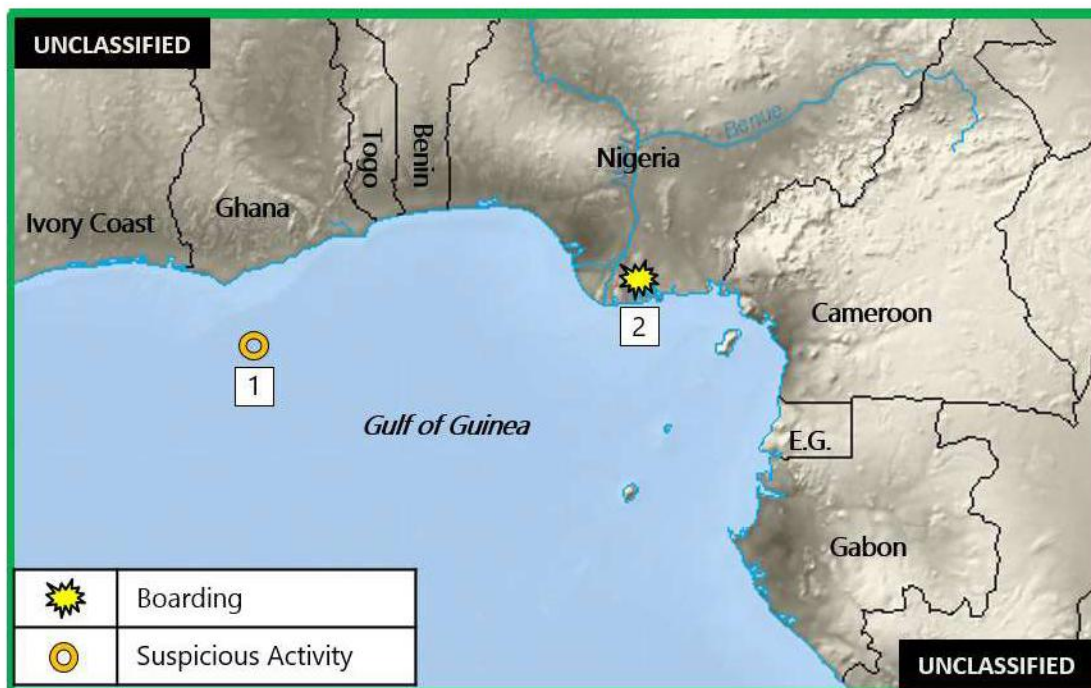 UNCLASSIFIED
Benue
Togo
Benin
Nigeria
Ivory Coast
Ghana
2
Cameroon
1
Gulf of Guinea
E.G.
Gabon
Boarding
Suspicious Activity
UNCLASSIFIED